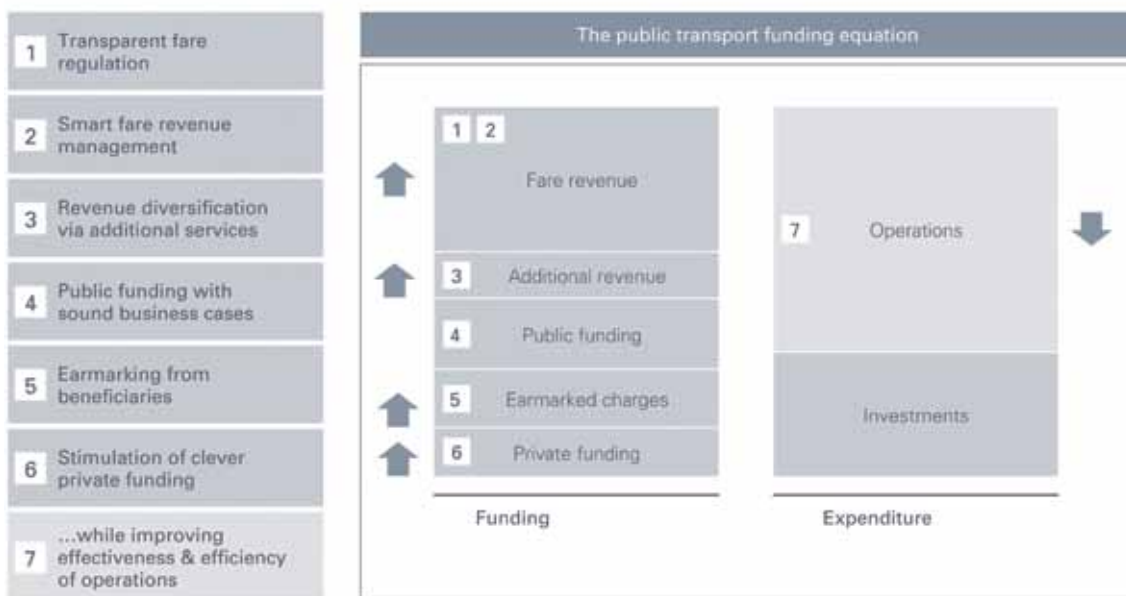 1
Transparent fare
regulation
2
Smart fare revenue
management
3
Revenue diversification
via additional services
4
Public funding with
sound business cases
5
Earmarking from
beneficiaries
6
Stimulation of clever
private funding
7
...while improving
effectiveness & efficiency
of operations
The public transport funding equation
1 2
Fare revenue
3 Additional revenue
4 Public funding
5 Earmarked charges
6 Private funding
Funding
7 Operations
Investments
Expenditure